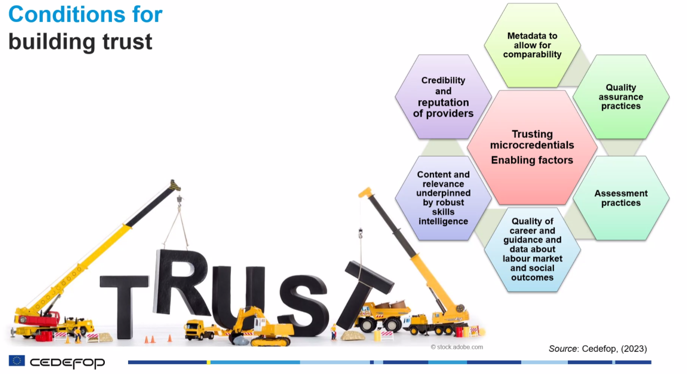 Conditions for
building trust
Metadata to
allow for
comparability
Credibility
and
reputation
of providers
Quality
assurance
practices
Trusting
microcredentials
Enabling factors
Content and
relevance
underpinned
by robust
skills
intelligence
Assessment
practices
Quality of
career and
guidance and
data about
labour market
and social
outcomes
TRUST
© stock adobe.com
Source: Cedefop, (2023)
CEDEFOP